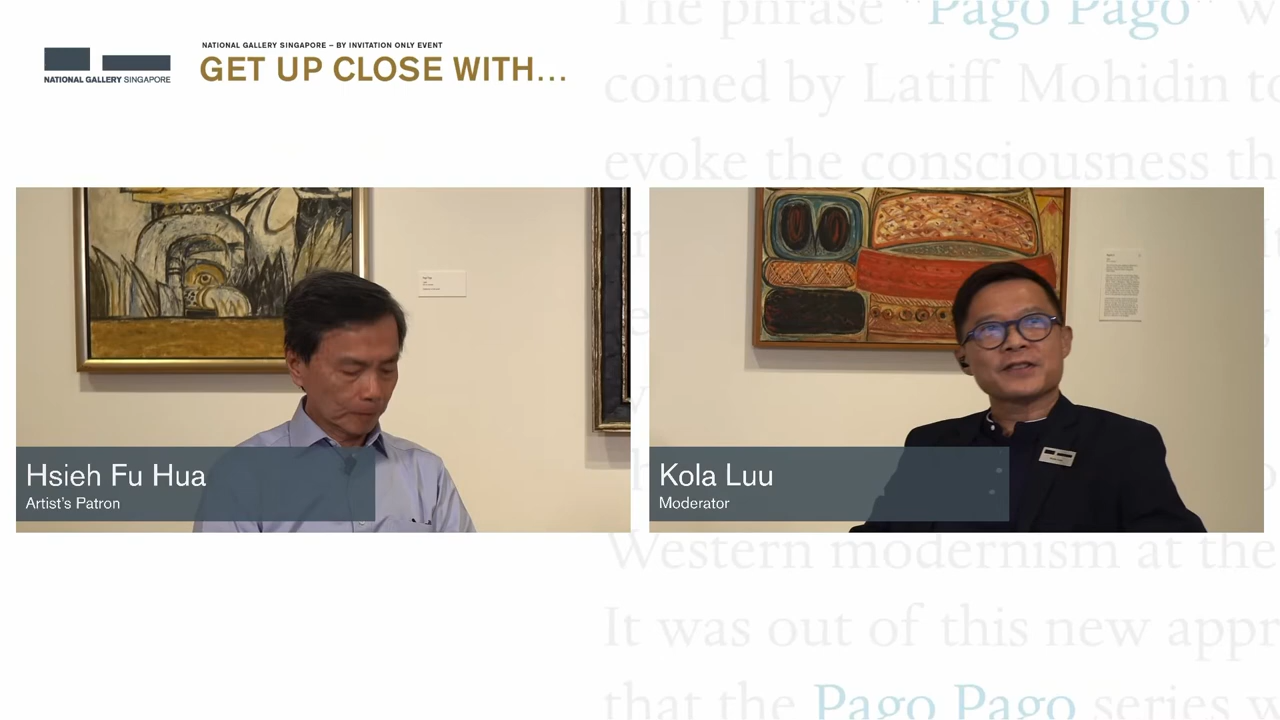 NATIONAL GALLERY SINGAPORE
NATIONAL GALLERY SINGAPORE – BY INVITATION ONLY EVENT
GET UP CLOSE WITH...
The phrase "Pago Pago" w
coined by Latiff Mohidin to
evoke the consciousness th
Hsieh Fu Hua
Artist's Patron
Kola Luu
Moderator
Western modernism at the
It was out of this new appr
that the Pago Pago series w